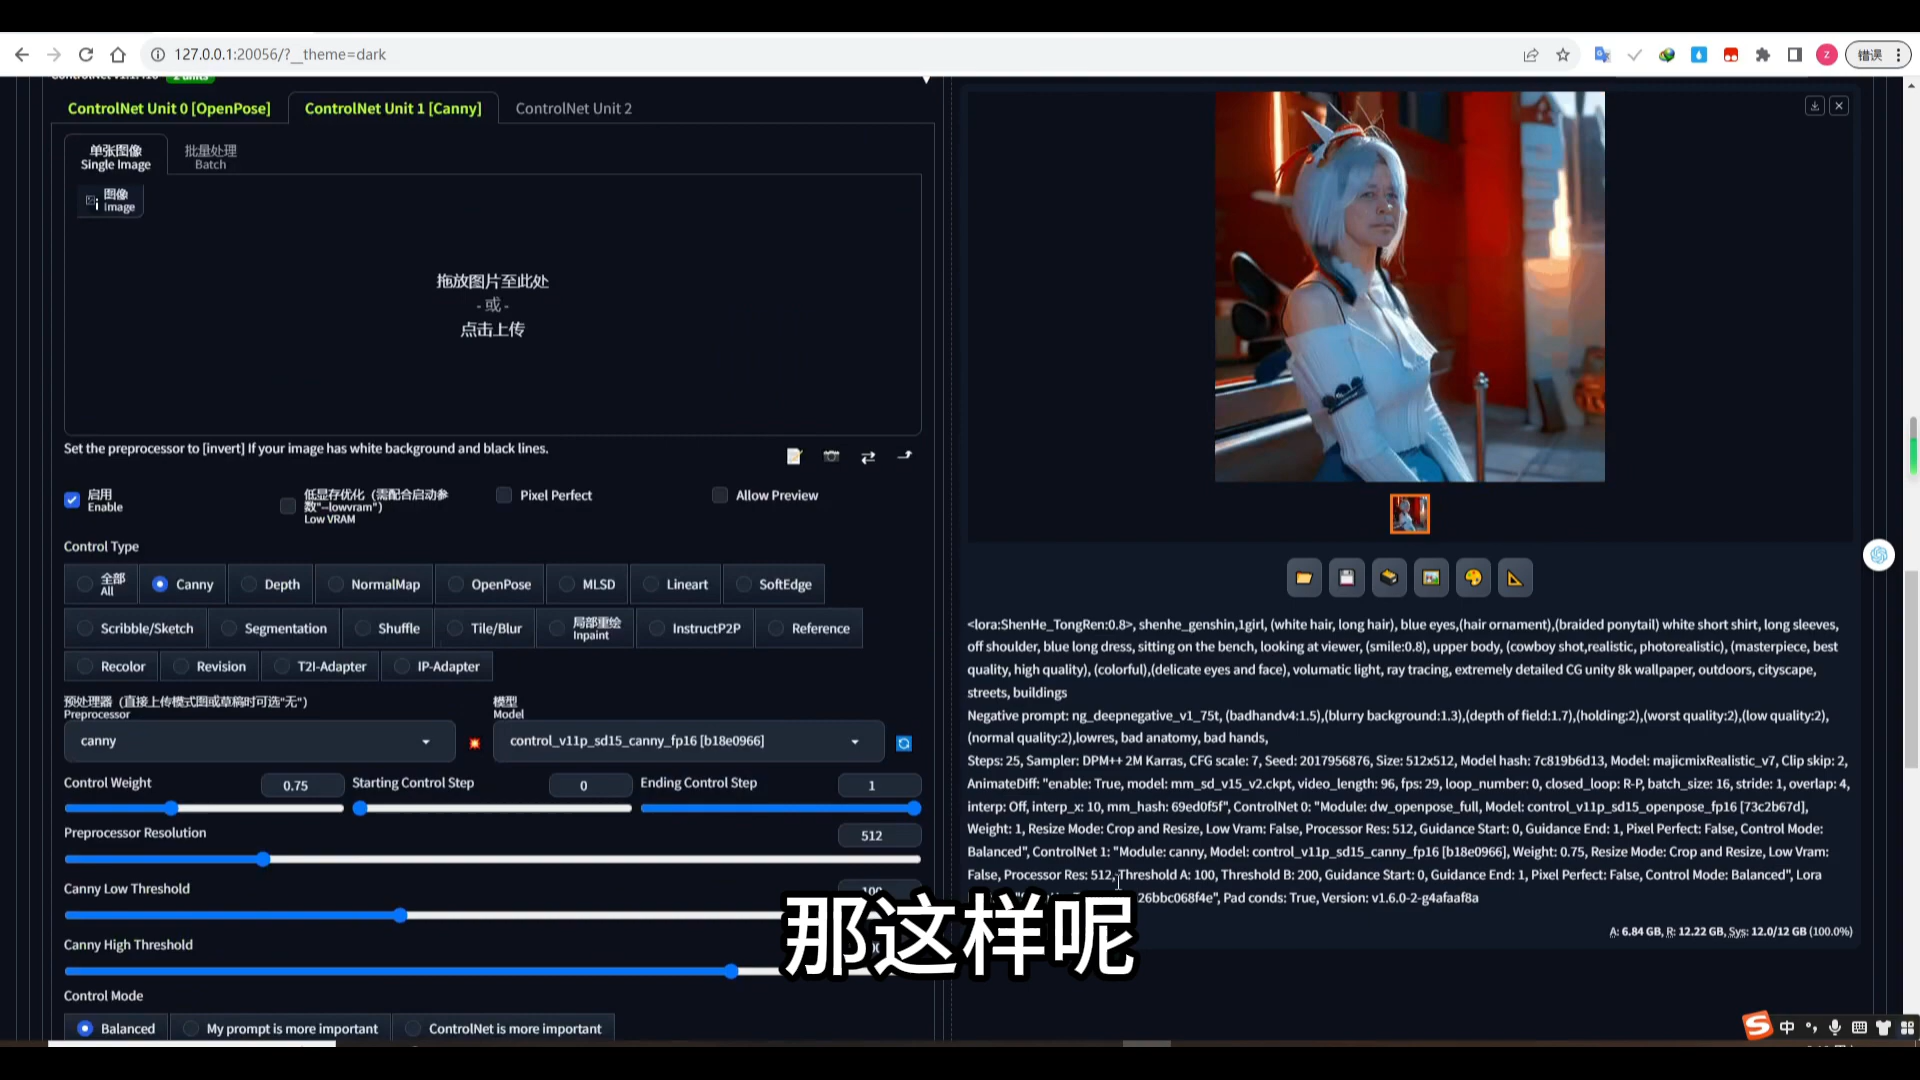 127.0.0.1:20056/?__theme=dark
错误
ControlNet Unit 0 [OpenPose]
ControlNet Unit 1 [Canny]
ControlNet Unit 2
单张图像
Single Image
批量处理
Batch
图像
Image
拖放图片至此处
- 或 -
点击上传
Set the preprocessor to [invert] If your image has white background and black lines.
启用
Enable
低显存优化（需配合启动参
数"--lowvram"）
Low VRAM
Pixel Perfect
Allow Preview
Control Type
全部
All
Canny
Depth
NormalMap
OpenPose
MLSD
Lineart
SoftEdge
Scribble/Sketch
Segmentation
Shuffle
Tile/Blur
局部重绘
Inpaint
InstructP2P
Reference
Recolor
Revision
T2I-Adapter
IP-Adapter
预处理器（直接上传模式图或草稿时可选"无"）
Preprocessor
模型
Model
canny
control_v11p_sd15_canny_fp16 [b18e0966]
Control Weight
0.75
Starting Control Step
0
Ending Control Step
1
Preprocessor Resolution
512
Canny Low Threshold
100
Canny High Threshold
Control Mode
Balanced
My prompt is more important
ControlNet is more important
<lora:ShenHe_TongRen:0.8>, shenhe_genshin,1girl, (white hair, long hair), blue eyes,(hair ornament),(braided ponytail) white short shirt, long sleeves,
off shoulder, blue long dress, sitting on the bench, looking at viewer, (smile:0.8), upper body, (cowboy shot,realistic, photorealistic), (masterpiece, best
quality, high quality), (colorful),(delicate eyes and face), volumatic light, ray tracing, extremely detailed CG unity 8k wallpaper, outdoors, cityscape,
streets, buildings
Negative prompt: ng_deepnegative_v1_75t, (badhandv4:1.5),(blurry background:1.3),(depth of field:1.7),(holding:2),(worst quality:2),(low quality:2),
(normal quality:2),lowres, bad anatomy, bad hands,
Steps: 25, Sampler: DPM++ 2M Karras, CFG scale: 7, Seed: 2017956876, Size: 512x512, Model hash: 7c819b6d13, Model: majicmixRealistic_v7, Clip skip: 2,
AnimateDiff: "enable: True, model: mm_sd_v15_v2.ckpt, video_length: 96, fps: 29, loop_number: 0, closed_loop: R-P, batch_size: 16, stride: 1, overlap: 4,
interp: Off, interp_x: 10, mm_hash: 69ed0f5f", ControlNet 0: "Module: dw_openpose_full, Model: control_v11p_sd15_openpose_fp16 [73c2b67d],
Weight: 1, Resize Mode: Crop and Resize, Low Vram: False, Processor Res: 512, Guidance Start: 0, Guidance End: 1, Pixel Perfect: False, Control Mode:
Balanced", ControlNet 1: "Module: canny, Model: control_v11p_sd15_canny_fp16 [b18e0966], Weight: 0.75, Resize Mode: Crop and Resize, Low Vram:
False, Processor Res: 512, Threshold A: 100, Threshold B: 200, Guidance Start: 0, Guidance End: 1, Pixel Perfect: False, Control Mode: Balanced", Lora
26bbc068f4e", Pad conds: True, Version: v1.6.0-2-g4afaaf8a
A: 6.84 GB, R: 12.22 GB, Sys: 12.0/12 GB (100.0%)
那这样呢
中